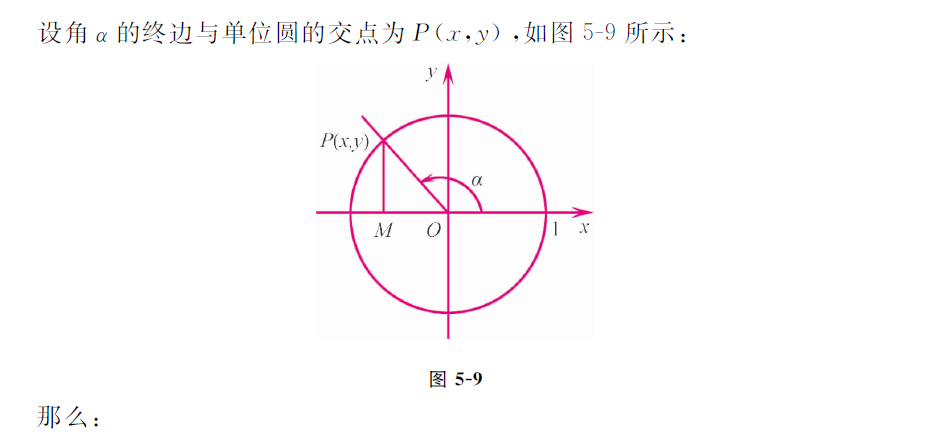 设角 α 的终边与单位圆的交点为 P(x,y),如图 5-9 所示:
y
P(x,y)
α
M
O
1
x
图 5-9
那么: